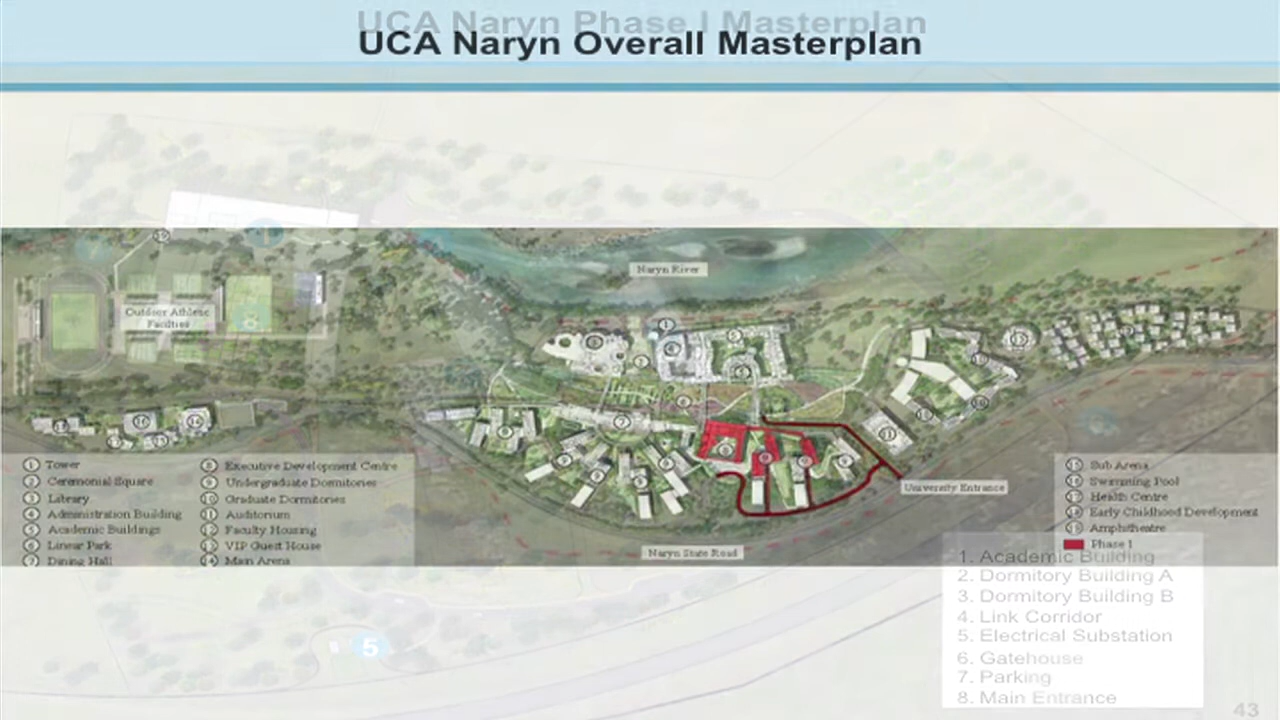 UCA Naryn Phase I Masterplan
UCA Naryn Overall Masterplan
Naryn River
Outdoor Athletic
Facilities
University Entrance
Naryn State Road
1 Tower
2 Ceremonial Square
3 Library
4 Administration Building
5 Academic Buildings
6 Linear Park
7 Dining Hall
8 Executive Development Centre
9 Undergraduate Dormitories
10 Graduate Dormitories
11 Auditorium
12 Faculty Housing
13 VIP Guest House
14 Main Arena
15 Sub Arena
16 Swimming Pool
17 Health Centre
18 Early Childhood Development
19 Amphitheatre
Phase 1
1. Academic Building
2. Dormitory Building A
3. Dormitory Building B
4. Link Corridor
5. Electrical Substation
6. Gatehouse
7. Parking
8. Main Entrance
5
43